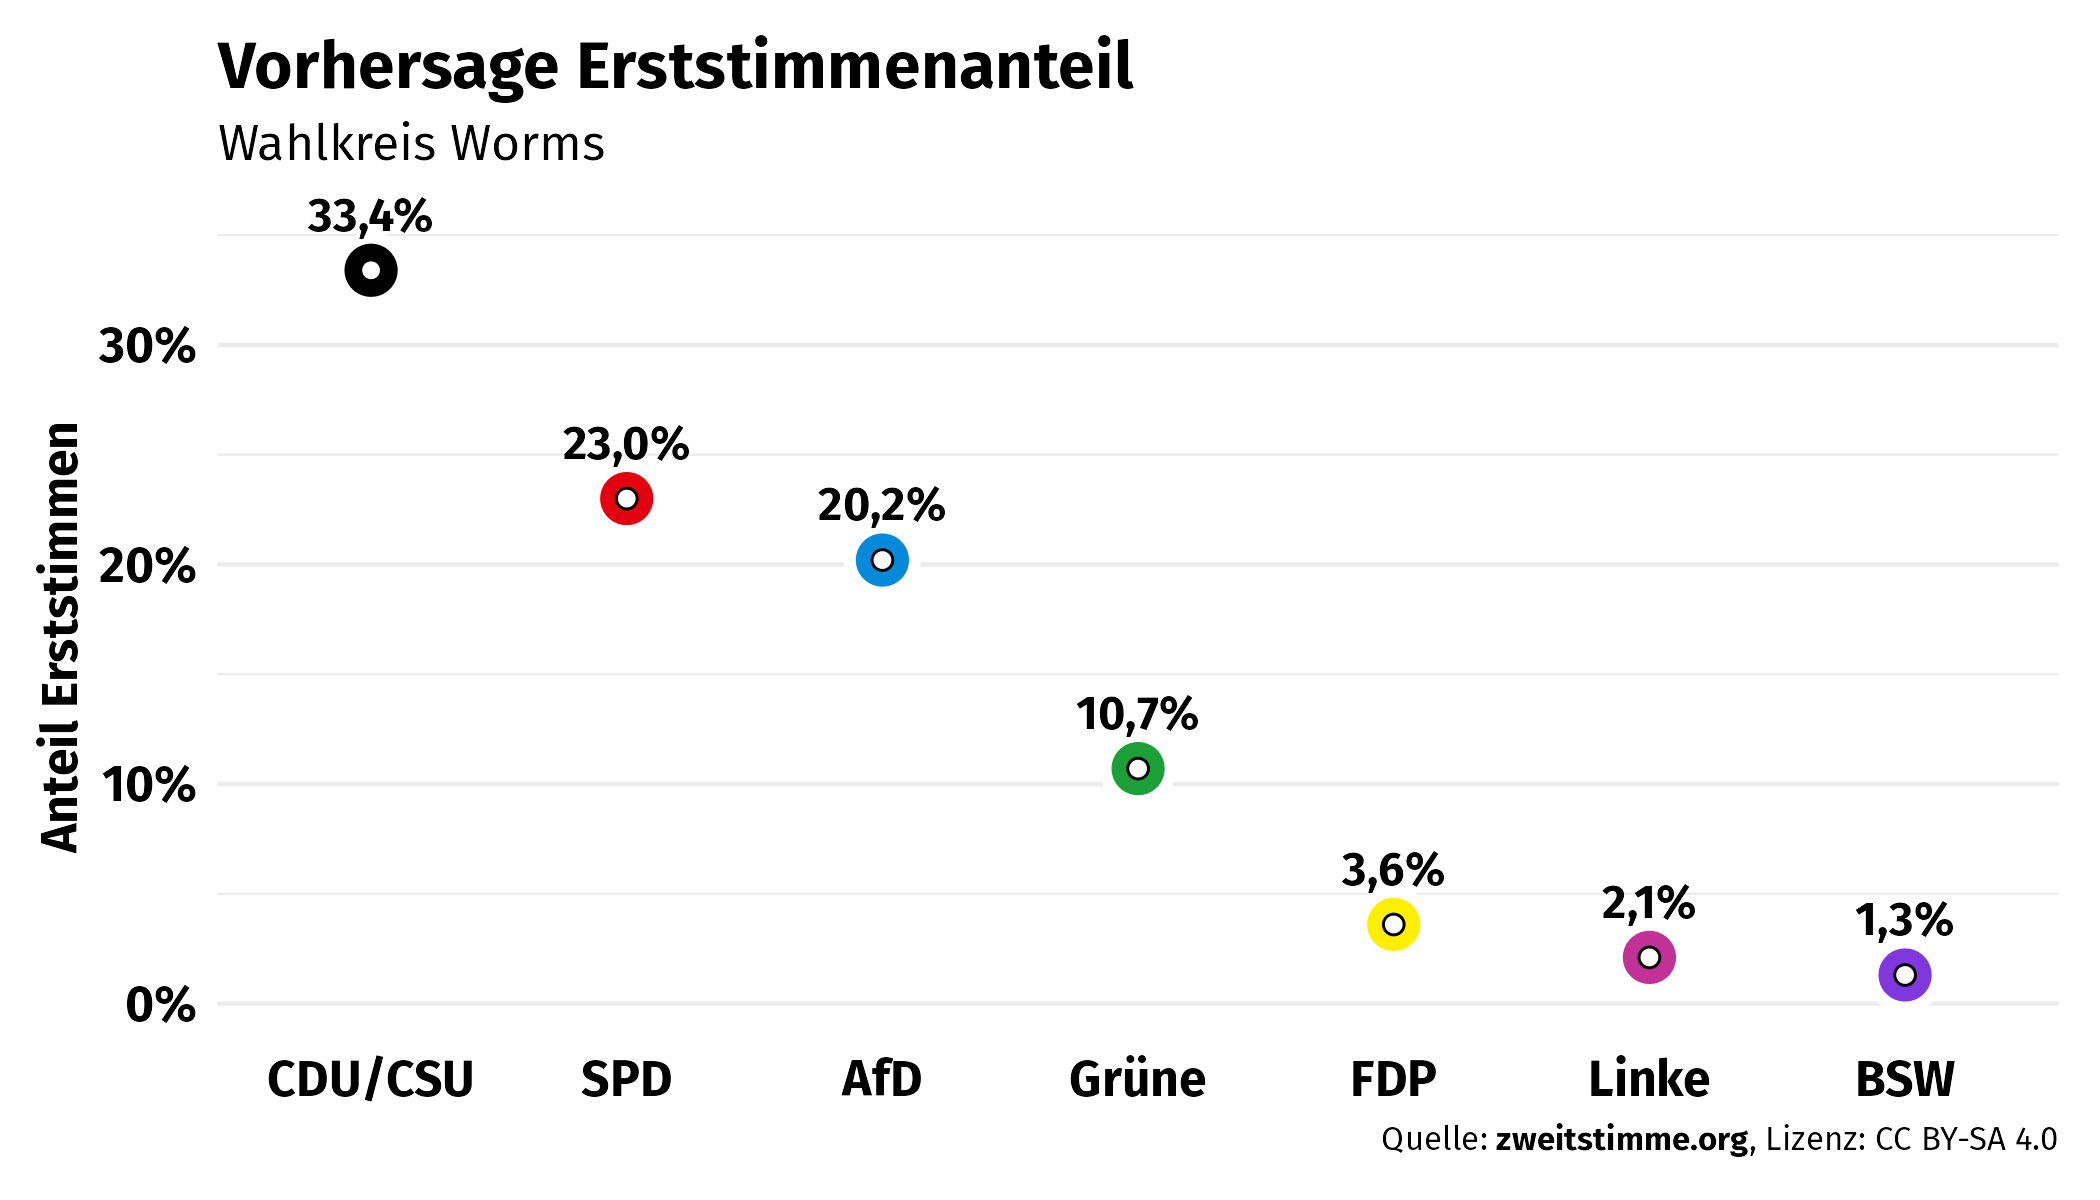 Vorhersage Erststimmenanteil
Wahlkreis Worms
33,4%
30%
23,0%
20,2%
20%
10,7%
10%
3,6%
2,1%
1,3%
0%
Anteil Erststimmen
CDU/CSU SPD AfD Grüne FDP Linke BSW
Quelle: zweitstimme.org, Lizenz: CC BY-SA 4.0